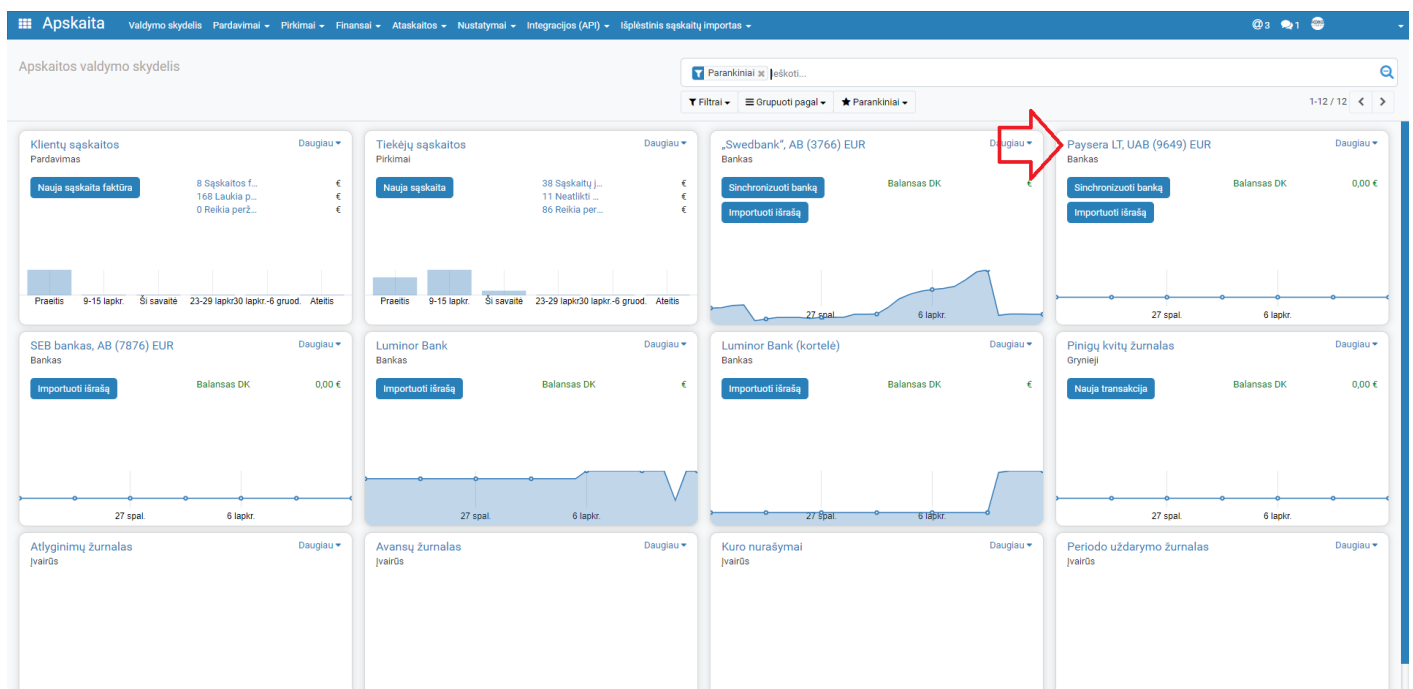 Apskaita Valdymo skydelis Pardavimai Pirkimai Finansai Ataskaitos Nustatymai Integracijos (API) Išplėstinis sąskaitų importas @ 3 1
Apskaitos valdymo skydelis
Parankiniai × Ieškoti...
Filtrai Grupuoti pagal Parankiniai 1-12 / 12
Klientų sąskaitos Daugiau
Pardavimas
Nauja sąskaita faktūra 8 Sąskaitos f... €
168 Laukia p... €
0 Reikia perž... €
Praeitis 9-15 lapkr. Ši savaitė 23-29 lapkr30 lapkr.-6 gruod. Ateitis
Tiekėjų sąskaitos Daugiau
Pirkimai
Nauja sąskaita 38 Sąskaitų j... €
11 Neatlikti ... €
86 Reikia per... €
Praeitis 9-15 lapkr. Ši savaitė 23-29 lapkr30 lapkr.-6 gruod. Ateitis
„Swedbank“, AB (3766) EUR Daugiau
Bankas
Sinchronizuoti banką Balansas DK €
Importuoti išrašą
27 spal. 6 lapkr.
Paysera LT, UAB (9649) EUR Daugiau
Bankas
Sinchronizuoti banką Balansas DK 0,00 €
Importuoti išrašą
27 spal. 6 lapkr.
SEB bankas, AB (7876) EUR Daugiau
Bankas
Importuoti išrašą Balansas DK 0,00 €
27 spal. 6 lapkr.
Luminor Bank Daugiau
Bankas
Importuoti išrašą Balansas DK €
27 spal. 6 lapkr.
Luminor Bank (kortelė) Daugiau
Bankas
Importuoti išrašą Balansas DK €
27 spal. 6 lapkr.
Pinigų kvitų žurnalas Daugiau
Grynieji
Nauja transakcija Balansas DK 0,00 €
27 spal. 6 lapkr.
Atlyginimų žurnalas Daugiau
Įvairūs
Avansų žurnalas Daugiau
Įvairūs
Kuro nurašymai Daugiau
Įvairūs
Periodo uždarymo žurnalas Daugiau
Įvairūs